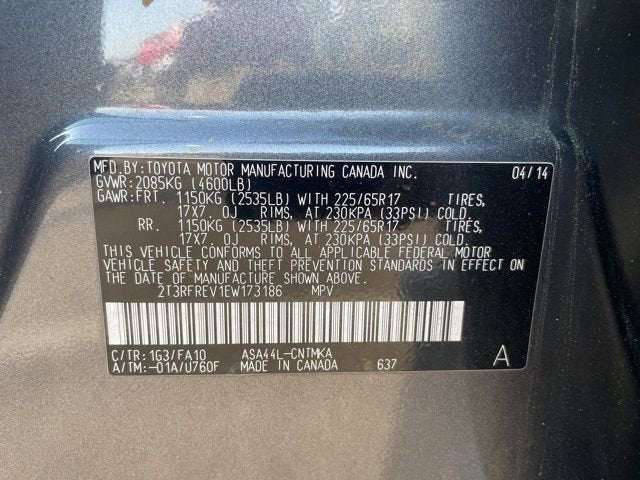 MFD.BY:TOYOTA MOTOR MANUFACTURING CANADA INC. 04/14
GVWR:2085KG (4600LB)
GAWR:FRT. 1150KG (2535LB) WITH 225/65R17 TIRES,
17X7. OJ RIMS, AT 230KPA (33PSI) COLD.
RR. 1150KG (2535LB) WITH 225/65R17 TIRES,
17X7. OJ RIMS, AT 230KPA (33PSI) COLD.
THIS VEHICLE CONFORMS TO ALL APPLICABLE FEDERAL MOTOR
VEHICLE SAFETY AND THEFT PREVENTION STANDARDS IN EFFECT ON
THE DATE OF MANUFACTURE SHOWN ABOVE.
2T3RFREV1EW173186 MPV
C/TR:1G3/FA10 ASA44L-CNTMKA
A/TM:-01A/U760F MADE IN CANADA 637 A